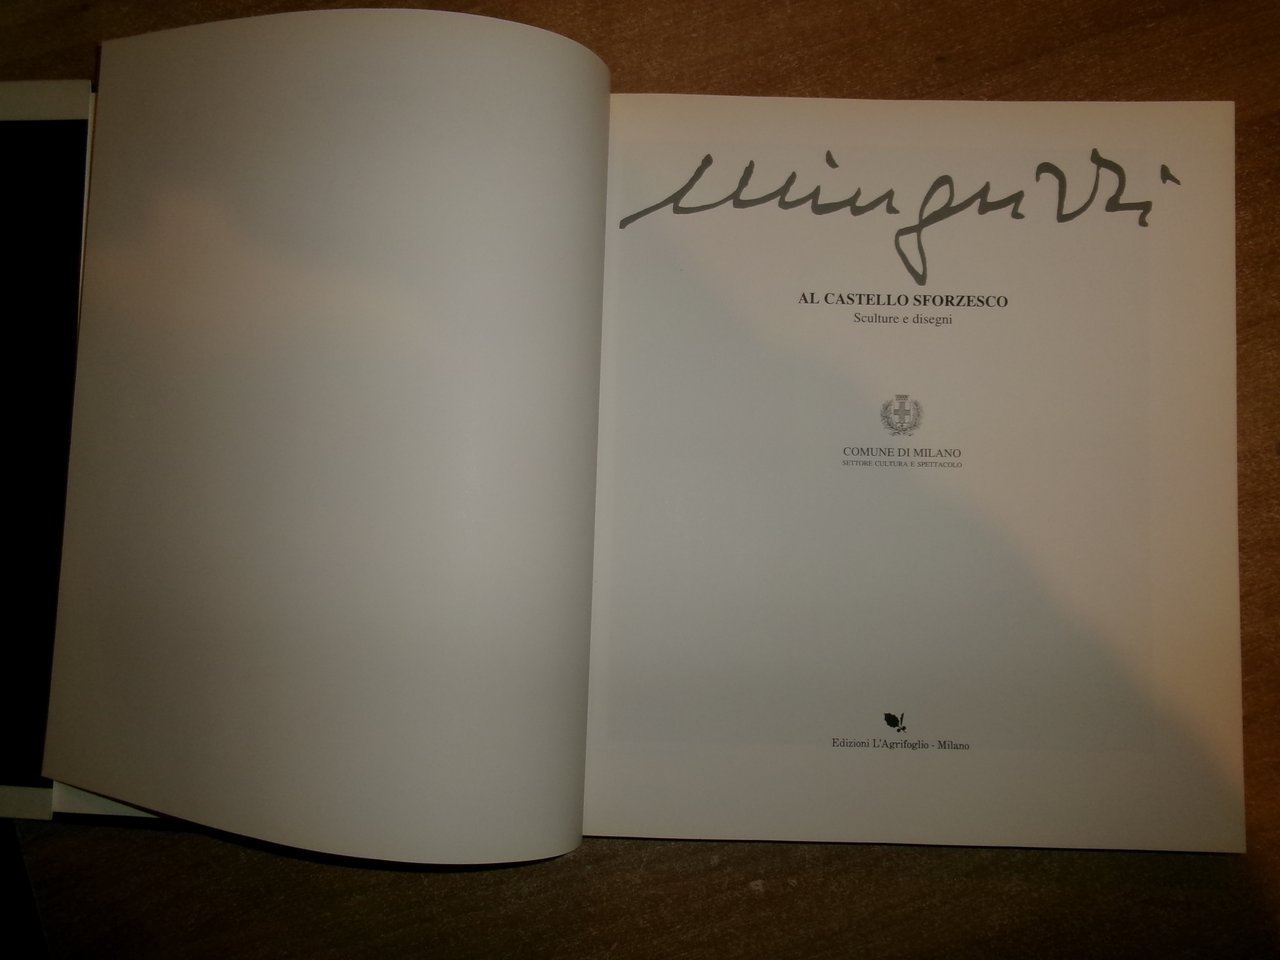 Minguzzi
AL CASTELLO SFORZESCO
Sculture e disegni
COMUNE DI MILANO
SETTORE CULTURA E SPETTACOLO
Edizioni L'Agrifoglio - Milano